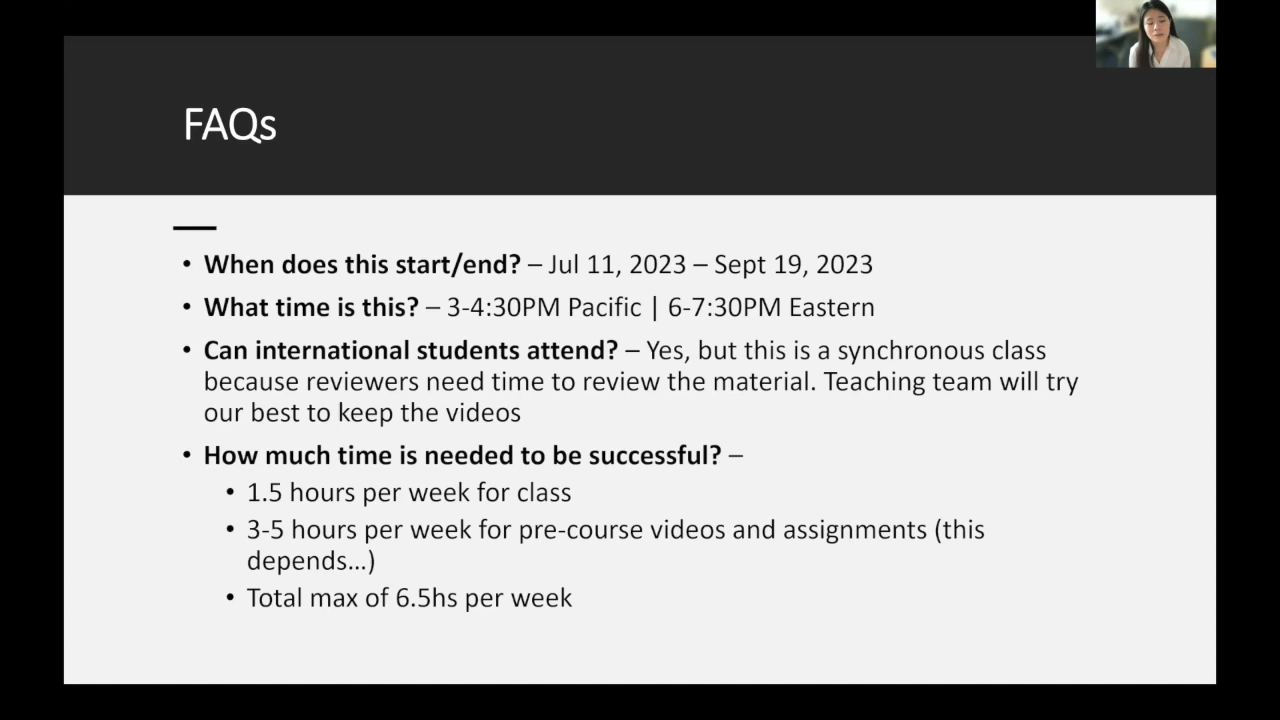 FAQs
• When does this start/end? – Jul 11, 2023 – Sept 19, 2023
• What time is this? – 3-4:30PM Pacific | 6-7:30PM Eastern
• Can international students attend? – Yes, but this is a synchronous class
because reviewers need time to review the material. Teaching team will try
our best to keep the videos
• How much time is needed to be successful? –
• 1.5 hours per week for class
• 3-5 hours per week for pre-course videos and assignments (this
depends...)
• Total max of 6.5hs per week